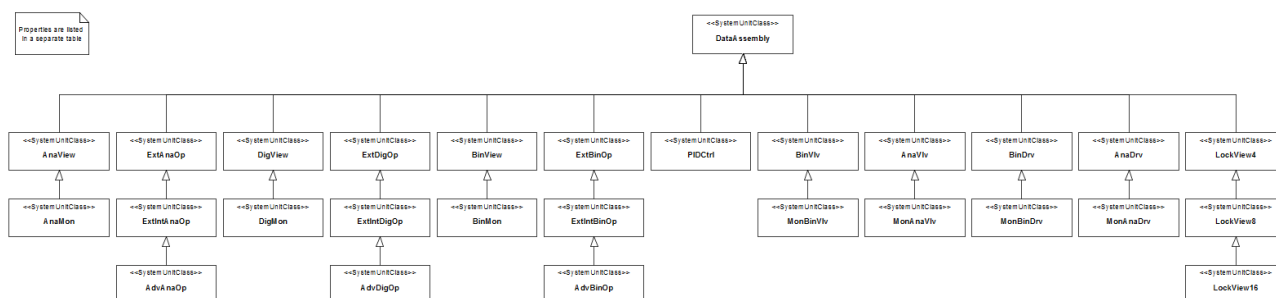 Properties are listed
in a separate table
<<SystemUnitClass>>
DataAssembly
<<SystemUnitClass>>
AnaView
<<SystemUnitClass>>
ExtAnaOp
<<SystemUnitClass>>
DigView
<<SystemUnitClass>>
ExtDigOp
<<SystemUnitClass>>
BinView
<<SystemUnitClass>>
ExtBinOp
<<SystemUnitClass>>
PIDCtrl
<<SystemUnitClass>>
BinVlv
<<SystemUnitClass>>
AnaVlv
<<SystemUnitClass>>
BinDrv
<<SystemUnitClass>>
AnaDrv
<<SystemUnitClass>>
LockView4
<<SystemUnitClass>>
AnaMon
<<SystemUnitClass>>
ExtIntAnaOp
<<SystemUnitClass>>
DigMon
<<SystemUnitClass>>
ExtIntDigOp
<<SystemUnitClass>>
BinMon
<<SystemUnitClass>>
ExtIntBinOp
<<SystemUnitClass>>
MonBinVlv
<<SystemUnitClass>>
MonAnaVlv
<<SystemUnitClass>>
MonBinDrv
<<SystemUnitClass>>
MonAnaDrv
<<SystemUnitClass>>
LockView8
<<SystemUnitClass>>
AdvAnaOp
<<SystemUnitClass>>
AdvDigOp
<<SystemUnitClass>>
AdvBinOp
<<SystemUnitClass>>
LockView16